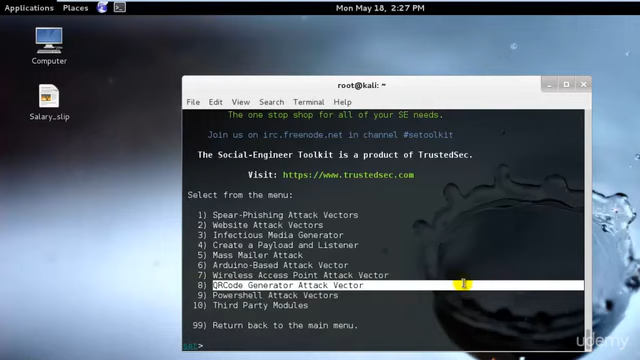 Applications Places Mon May 18, 2:27 PM
Computer
Salary_slip
root@kali: ~
File Edit View Search Terminal Help
The one stop shop for all of your SE needs.
Join us on irc.freenode.net in channel #setoolkit
The Social-Engineer Toolkit is a product of TrustedSec.
Visit: https://www.trustedsec.com
Select from the menu:
1) Spear-Phishing Attack Vectors
2) Website Attack Vectors
3) Infectious Media Generator
4) Create a Payload and Listener
5) Mass Mailer Attack
6) Arduino-Based Attack Vector
7) Wireless Access Point Attack Vector
8) QRCode Generator Attack Vector
9) Powershell Attack Vectors
10) Third Party Modules
99) Return back to the main menu.
set>
udemy